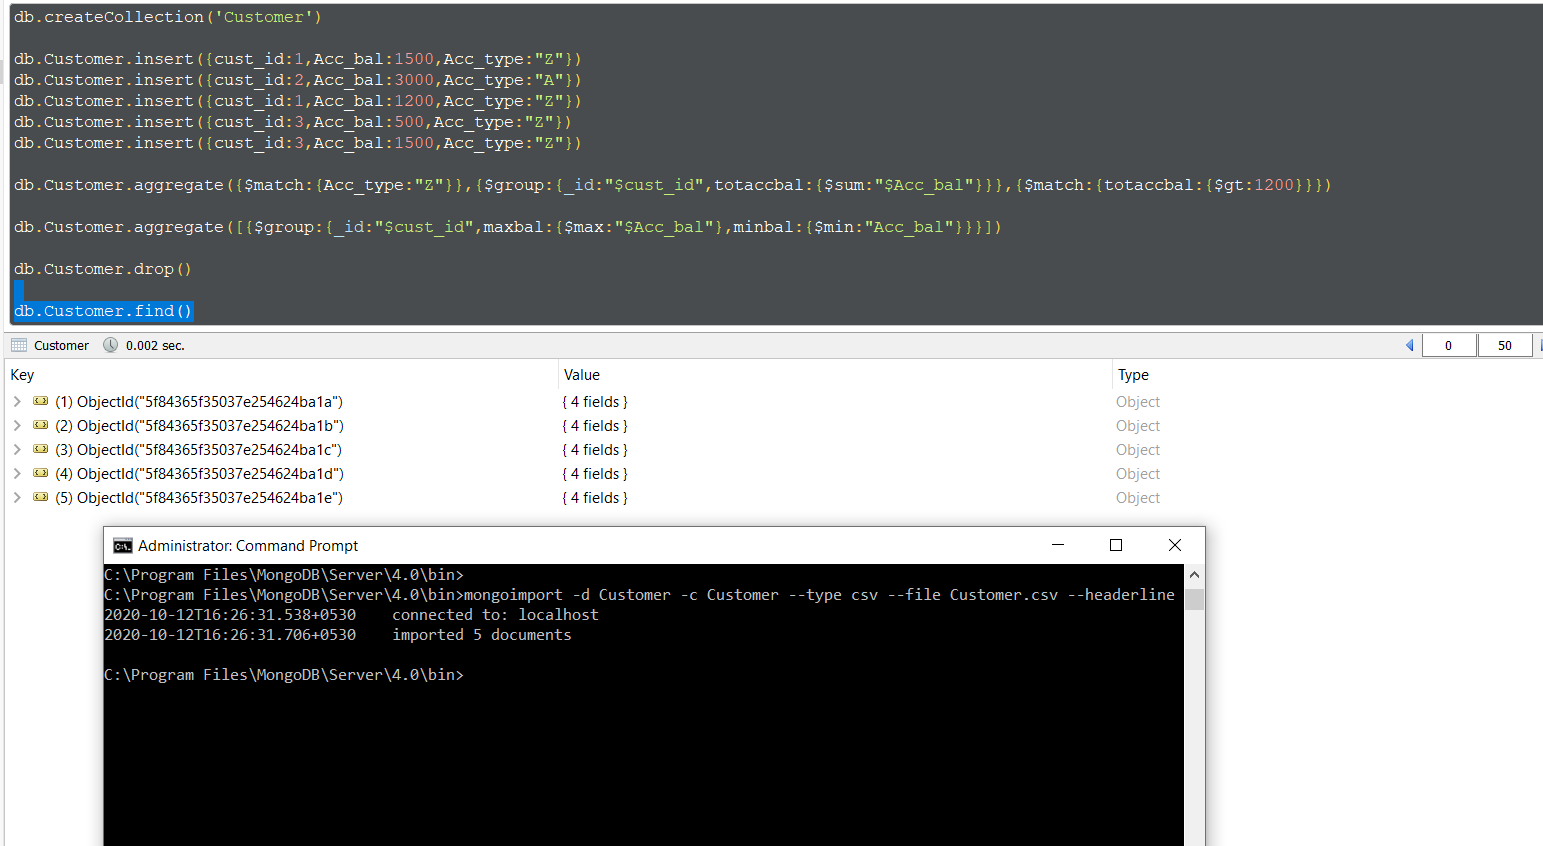 db.createCollection('Customer')
db.Customer.insert({cust_id:1,Acc_bal:1500,Acc_type:"Z"})
db.Customer.insert({cust_id:2,Acc_bal:3000,Acc_type:"A"})
db.Customer.insert({cust_id:1,Acc_bal:1200,Acc_type:"Z"})
db.Customer.insert({cust_id:3,Acc_bal:500,Acc_type:"Z"})
db.Customer.insert({cust_id:3,Acc_bal:1500,Acc_type:"Z"})
db.Customer.aggregate({$match:{Acc_type:"Z"}},{$group:{_id:"$cust_id",totaccbal:{$sum:"$Acc_bal"}}},{$match:{totaccbal:{$gt:1200}}})
db.Customer.aggregate([{$group:{_id:"$cust_id",maxbal:{$max:"$Acc_bal"},minbal:{$min:"Acc_bal"}}}])
db.Customer.drop()
db.Customer.find()
Customer 0.002 sec. 0 50
Key Value Type
(1) ObjectId("5f84365f35037e254624ba1a") { 4 fields } Object
(2) ObjectId("5f84365f35037e254624ba1b") { 4 fields } Object
(3) ObjectId("5f84365f35037e254624ba1c") { 4 fields } Object
(4) ObjectId("5f84365f35037e254624ba1d") { 4 fields } Object
(5) ObjectId("5f84365f35037e254624ba1e") { 4 fields } Object
Administrator: Command Prompt
C:\Program Files\MongoDB\Server\4.0\bin>
C:\Program Files\MongoDB\Server\4.0\bin>mongoimport -d Customer -c Customer --type csv --file Customer.csv --headerline
2020-10-12T16:26:31.538+0530 connected to: localhost
2020-10-12T16:26:31.706+0530 imported 5 documents
C:\Program Files\MongoDB\Server\4.0\bin>